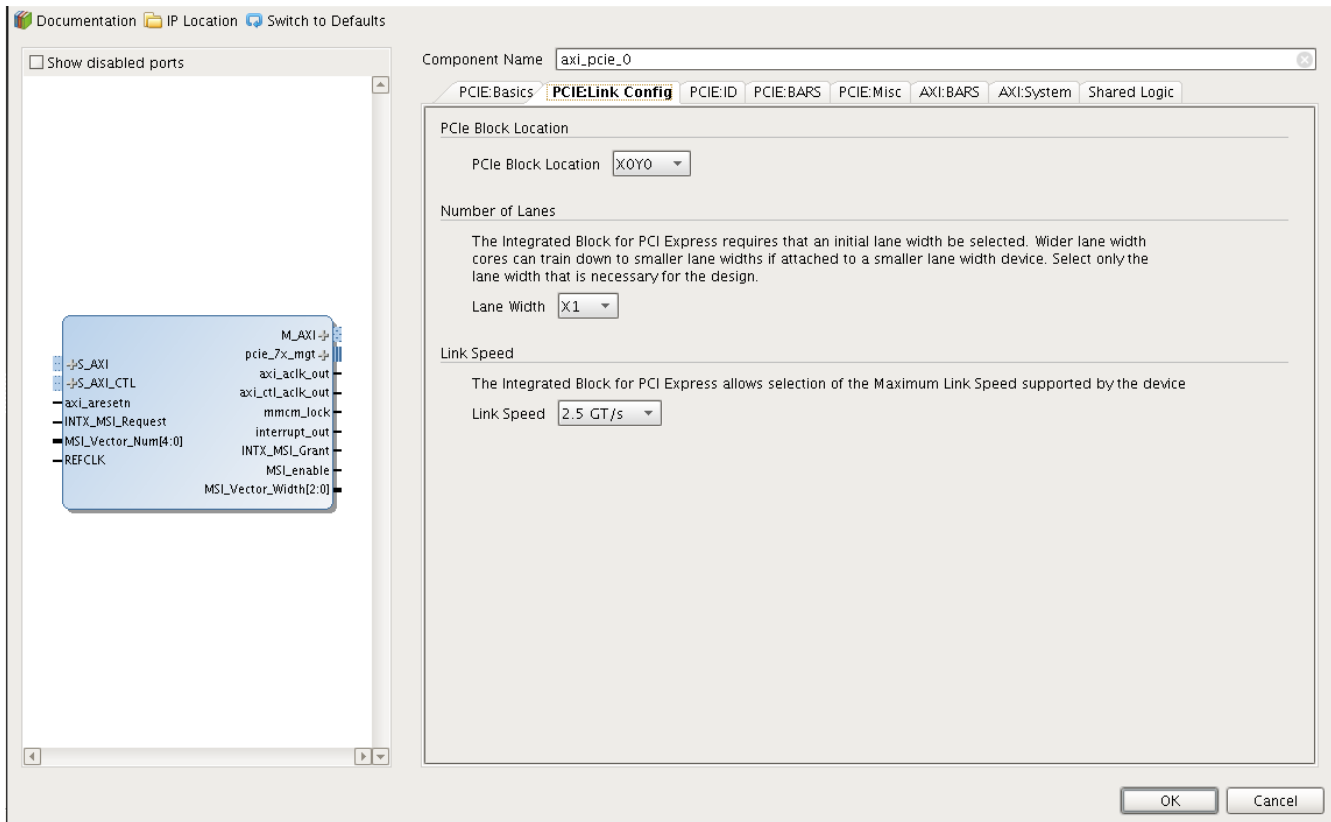 Documentation IP Location Switch to Defaults
Show disabled ports
M_AXI
pcie_7x_mgt
S_AXI
axi_aclk_out
S_AXI_CTL
axi_ctl_aclk_out
axi_aresetn
mmcm_lock
INTX_MSI_Request
interrupt_out
MSI_Vector_Num[4:0]
INTX_MSI_Grant
REFCLK
MSI_enable
MSI_Vector_Width[2:0]
Component Name axi_pcie_0
PCIE:Basics PCIE:Link Config PCIE:ID PCIE:BARS PCIE:Misc AXI:BARS AXI:System Shared Logic
PCIe Block Location
PCIe Block Location X0Y0
Number of Lanes
The Integrated Block for PCI Express requires that an initial lane width be selected. Wider lane width
cores can train down to smaller lane widths if attached to a smaller lane width device. Select only the
lane width that is necessary for the design.
Lane Width X1
Link Speed
The Integrated Block for PCI Express allows selection of the Maximum Link Speed supported by the device
Link Speed 2.5 GT/s
OK Cancel